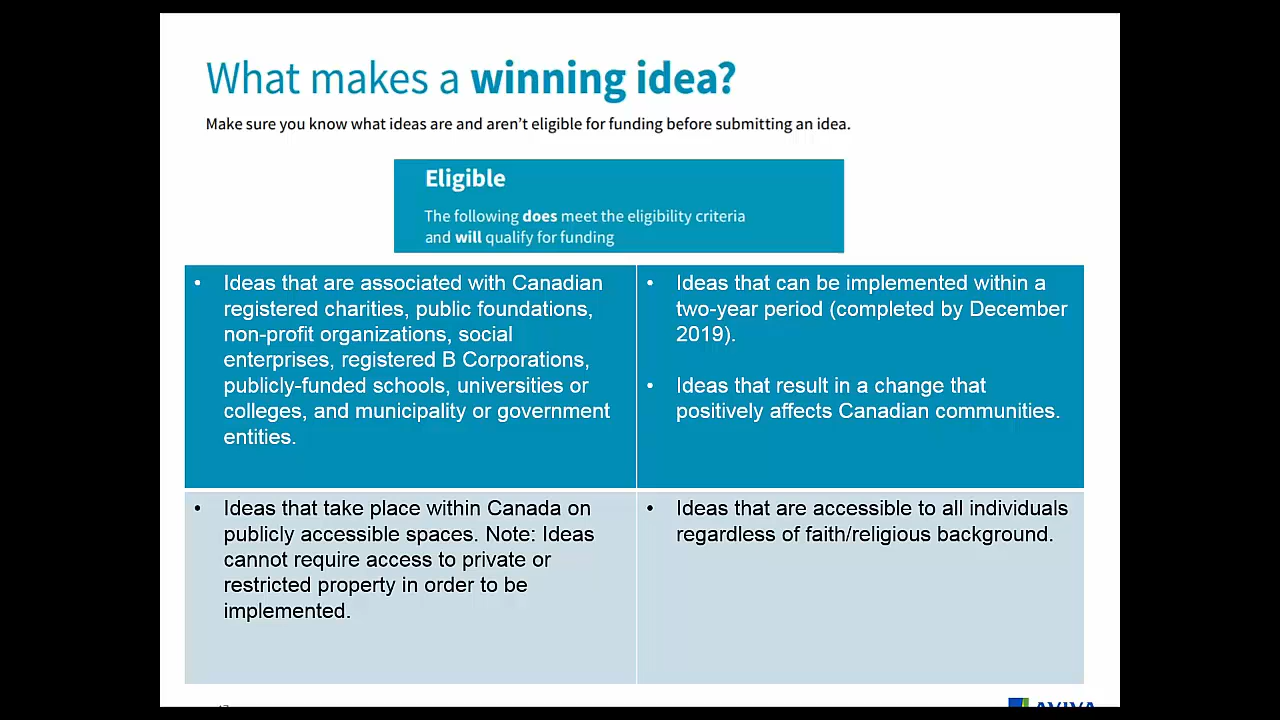 What makes a winning idea?
Make sure you know what ideas are and aren't eligible for funding before submitting an idea.
Eligible
The following does meet the eligibility criteria
and will qualify for funding
• Ideas that are associated with Canadian
registered charities, public foundations,
non-profit organizations, social
enterprises, registered B Corporations,
publicly-funded schools, universities or
colleges, and municipality or government
entities.
• Ideas that can be implemented within a
two-year period (completed by December
2019).
• Ideas that result in a change that
positively affects Canadian communities.
• Ideas that take place within Canada on
publicly accessible spaces. Note: Ideas
cannot require access to private or
restricted property in order to be
implemented.
• Ideas that are accessible to all individuals
regardless of faith/religious background.
AVIVA